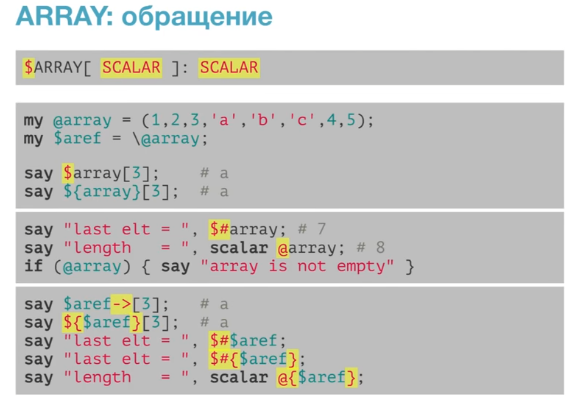 ARRAY: обращение
$ARRAY[ SCALAR ]: SCALAR
my @array = (1,2,3,'a','b','c',4,5);
my $aref = \@array;
say $array[3];    # a
say ${array}[3];  # a
say "last elt = ", $#array; # 7
say "length   = ", scalar @array; # 8
if (@array) { say "array is not empty" }
say $aref->[3];   # a
say ${$aref}[3];  # a
say "last elt = ", $#$aref;
say "last elt = ", $#{$aref};
say "length   = ", scalar @{$aref};